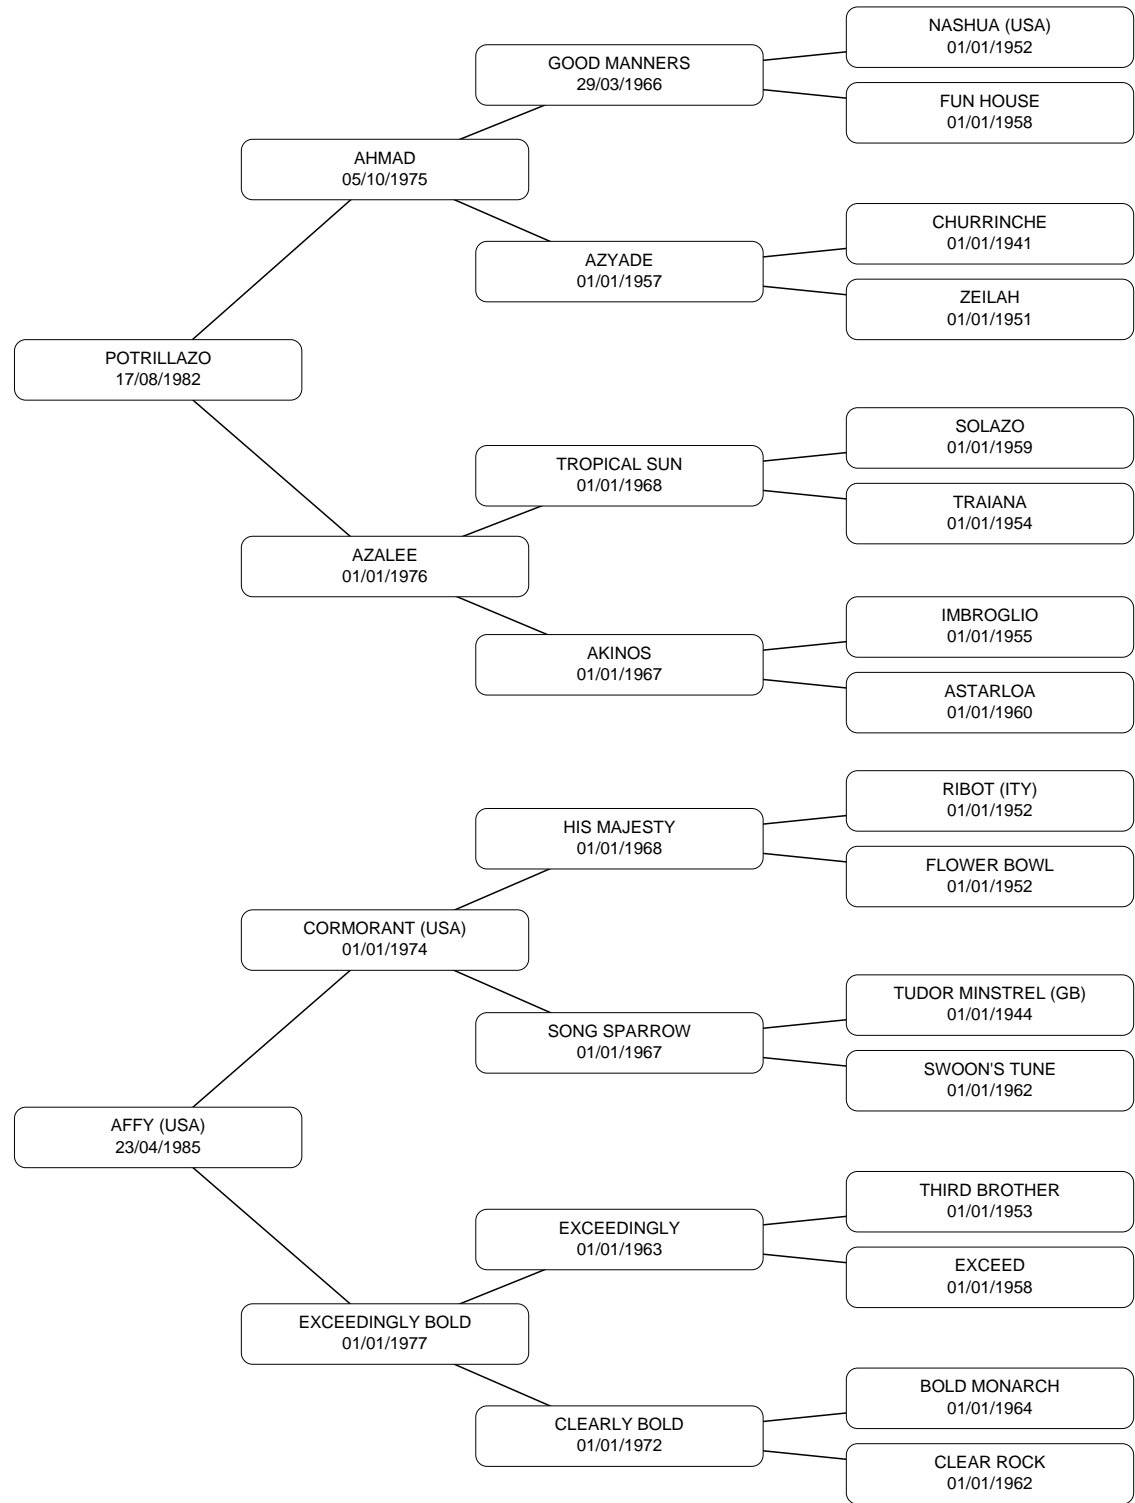 NASHUA (USA)
01/01/1952
GOOD MANNERS
29/03/1966
FUN HOUSE
01/01/1958
AHMAD
05/10/1975
CHURRINCHE
01/01/1941
AZYADE
01/01/1957
ZEILAH
01/01/1951
POTRILLAZO
17/08/1982
SOLAZO
01/01/1959
TROPICAL SUN
01/01/1968
TRAIANA
01/01/1954
AZALEE
01/01/1976
IMBROGLIO
01/01/1955
AKINOS
01/01/1967
ASTARLOA
01/01/1960
RIBOT (ITY)
01/01/1952
HIS MAJESTY
01/01/1968
FLOWER BOWL
01/01/1952
CORMORANT (USA)
01/01/1974
TUDOR MINSTREL (GB)
01/01/1944
SONG SPARROW
01/01/1967
SWOON'S TUNE
01/01/1962
AFFY (USA)
23/04/1985
THIRD BROTHER
01/01/1953
EXCEEDINGLY
01/01/1963
EXCEED
01/01/1958
EXCEEDINGLY BOLD
01/01/1977
BOLD MONARCH
01/01/1964
CLEARLY BOLD
01/01/1972
CLEAR ROCK
01/01/1962